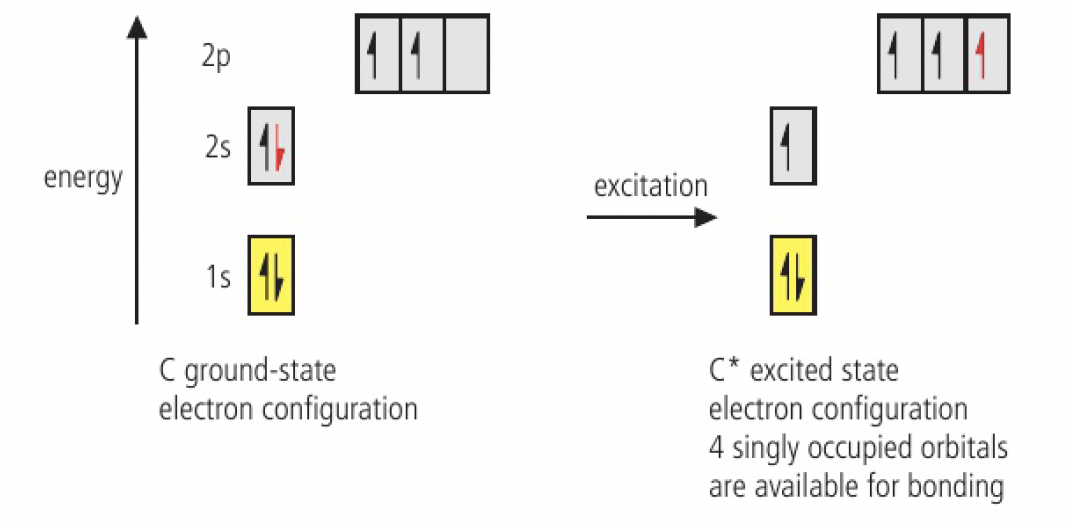 2p
2s
energy
1s
excitation
C ground-state
electron configuration
C* excited state
electron configuration
4 singly occupied orbitals
are available for bonding